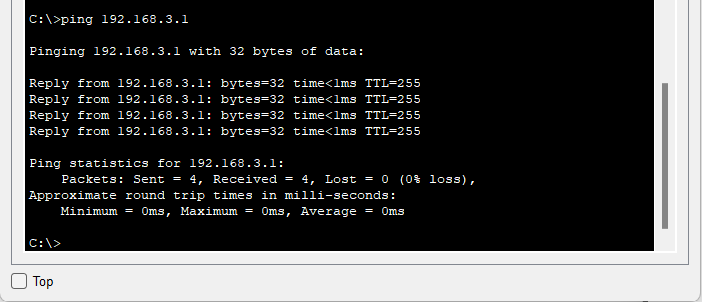 C:\>ping 192.168.3.1
Pinging 192.168.3.1 with 32 bytes of data:
Reply from 192.168.3.1: bytes=32 time<1ms TTL=255
Reply from 192.168.3.1: bytes=32 time<1ms TTL=255
Reply from 192.168.3.1: bytes=32 time<1ms TTL=255
Reply from 192.168.3.1: bytes=32 time<1ms TTL=255
Ping statistics for 192.168.3.1:
Packets: Sent = 4, Received = 4, Lost = 0 (0% loss),
Approximate round trip times in milli-seconds:
Minimum = 0ms, Maximum = 0ms, Average = 0ms
C:\>
Top